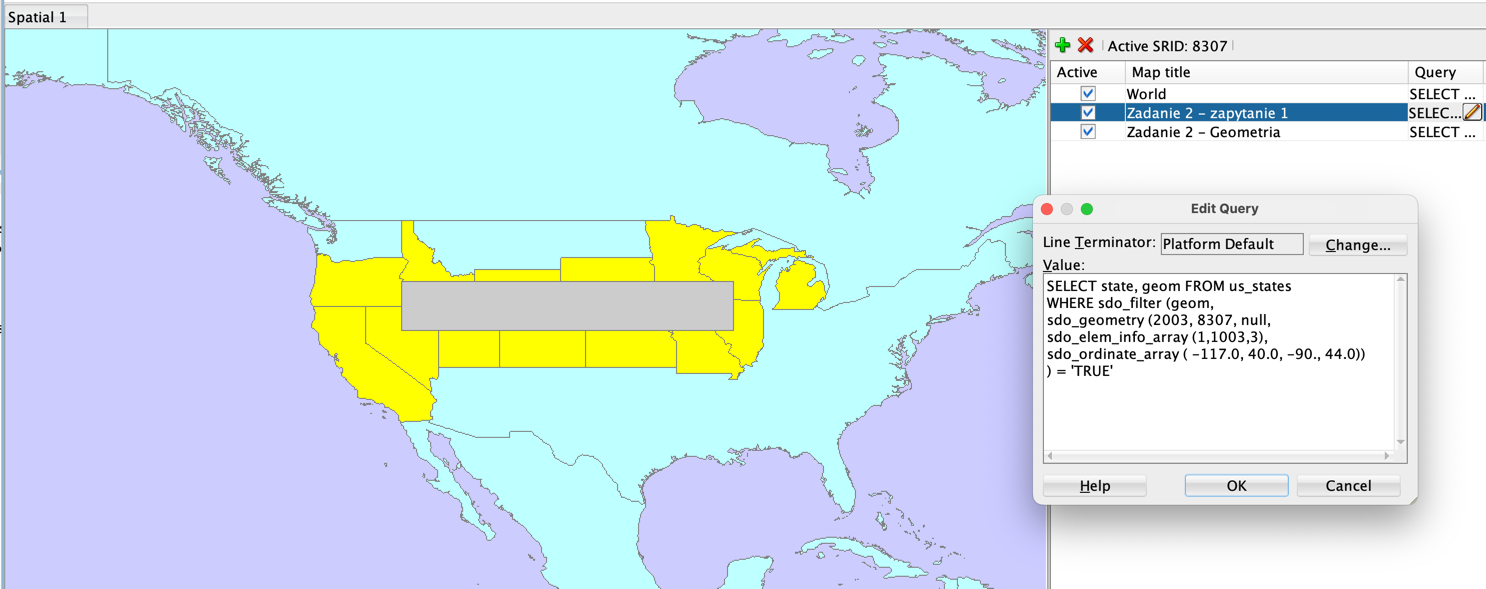 Spatial 1
Active SRID: 8307
Active Map title Query
World SELECT ...
Zadanie 2 – zapytanie 1 SELEC...
Zadanie 2 – Geometria SELECT ...
Edit Query
Line Terminator: Platform Default Change...
Value:
SELECT state, geom FROM us_states
WHERE sdo_filter (geom,
sdo_geometry (2003, 8307, null,
sdo_elem_info_array (1,1003,3),
sdo_ordinate_array ( -117.0, 40.0, -90., 44.0))
) = 'TRUE'
Help OK Cancel